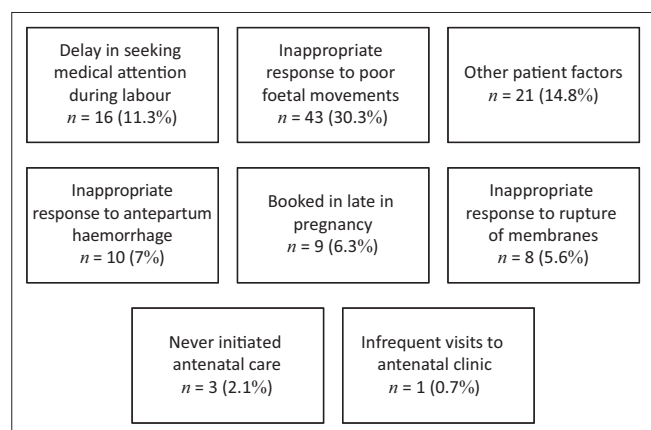 Delay in seeking
medical attention
during labour
n = 16 (11.3%)
Inappropriate
response to poor
foetal movements
n = 43 (30.3%)
Other patient factors
n = 21 (14.8%)
Inappropriate
response to antepartum
haemorrhage
n = 10 (7%)
Booked in late in
pregnancy
n = 9 (6.3%)
Inappropriate
response to rupture
of membranes
n = 8 (5.6%)
Never initiated
antenatal care
n = 3 (2.1%)
Infrequent visits to
antenatal clinic
n = 1 (0.7%)